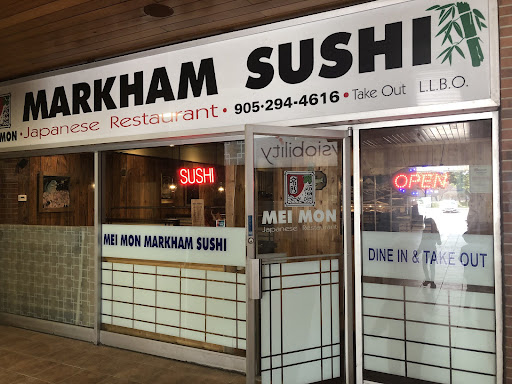 MARKHAM SUSHI
MON • Japanese Restaurant • 905-294-4616 • Take Out L.L.B.O.
SUSHI
OPEN
MEI MON
Japanese Restaurant
MEI MON MARKHAM SUSHI
DINE IN & TAKE OUT